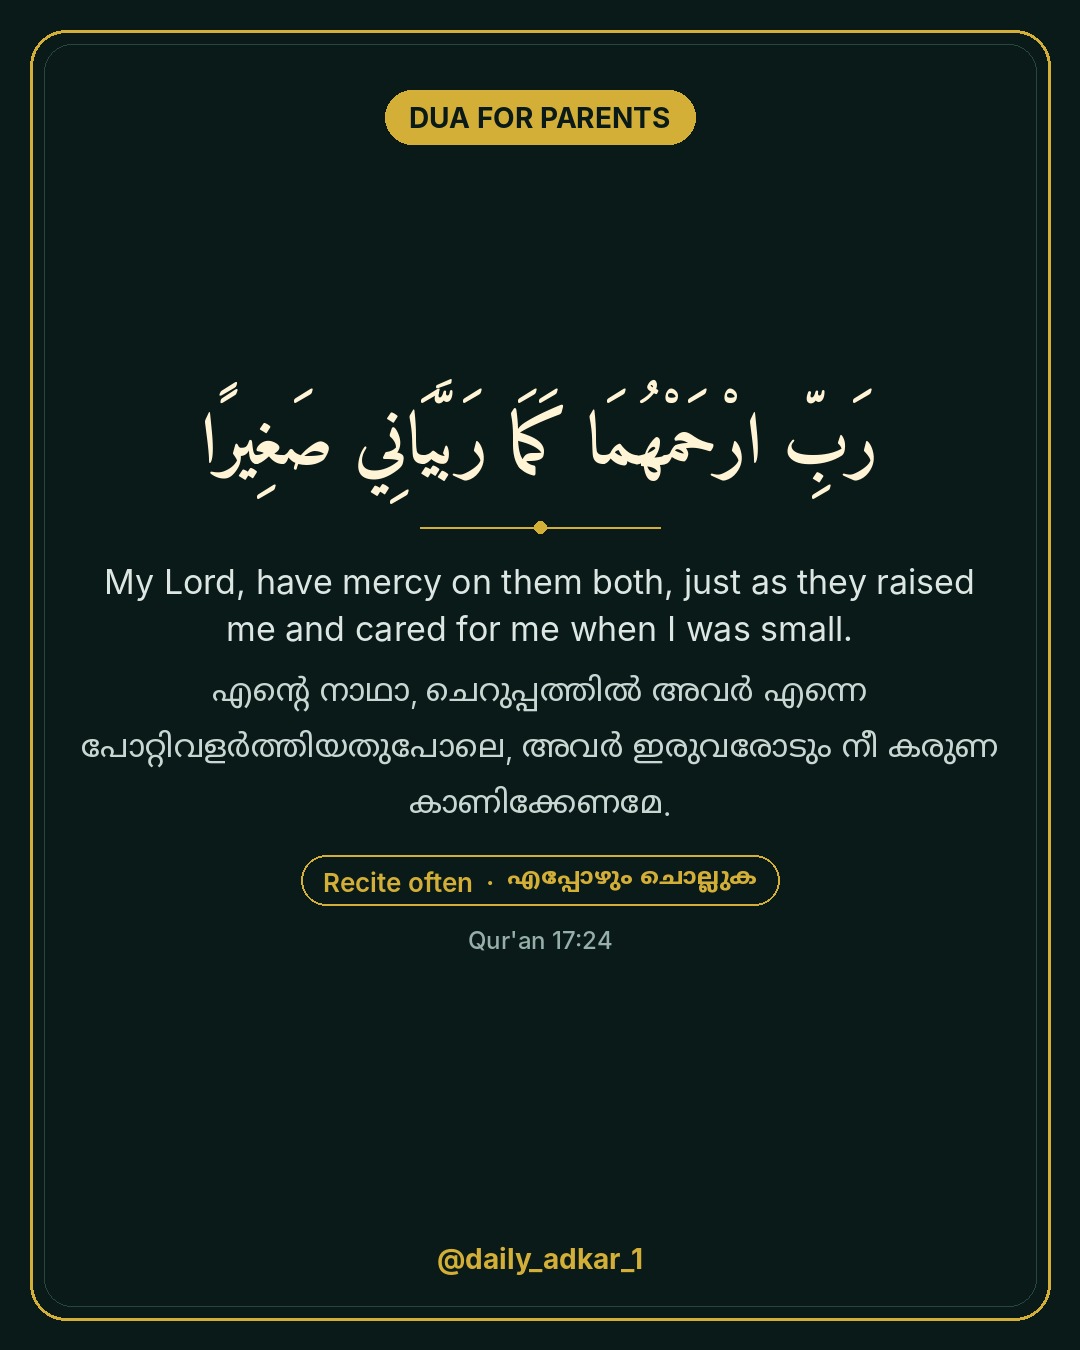 DUA FOR PARENTS
رَبِّ ارْحَمْهُمَا كَمَا رَبَّيَانِي صَغِيرًا
My Lord, have mercy on them both, just as they raised
me and cared for me when I was small.
എന്റെ നാഥാ, ചെറുപ്പത്തിൽ അവർ എന്നെ
പോറ്റിവളർത്തിയതുപോലെ, അവർ ഇരുവരോടും നീ കരുണ
കാണിക്കേണമേ.
Recite often · എപ്പോഴും ചൊല്ലുക
Qur'an 17:24
@daily_adkar_1